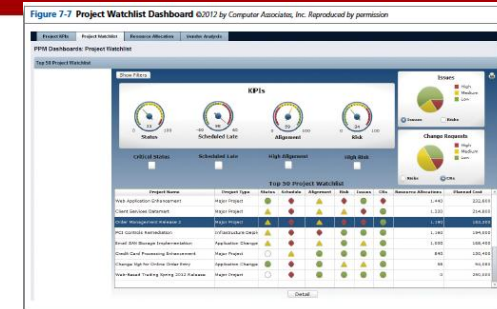 Figure 7-7 Project Watchlist Dashboard ©2012 by Computer Associates, Inc. Reproduced by permission
Project KPIs Project Watchlist Resource Allocation Vendor Analysis
PPM Dashboards: Project Watchlist
Top 50 Project Watchlist
Show Filters
KPIs
Issues
High
Medium
Low
Issues Risks
Status Scheduled Late Alignment Risk
Change Requests
High
Medium
Low
Critical Status Scheduled Late High Alignment High Risk
Risks CRs
Top 50 Project Watchlist
Project Name Project Type Status Schedule Alignment Risk Issues CRs Resource Allocations Planned Cost
Web Application Enhancement Major Project
Client Services Datamart Major Project
Order Management Release 2 Major Project
PCI Controls Remediation
Email SAN Storage Implementation Application Change
Credit Card Processing Enhancement Major Project
Change Mgt for Online Order Entry Application Change
Web-Based Trading Spring 2012 Release Major Project
Detail